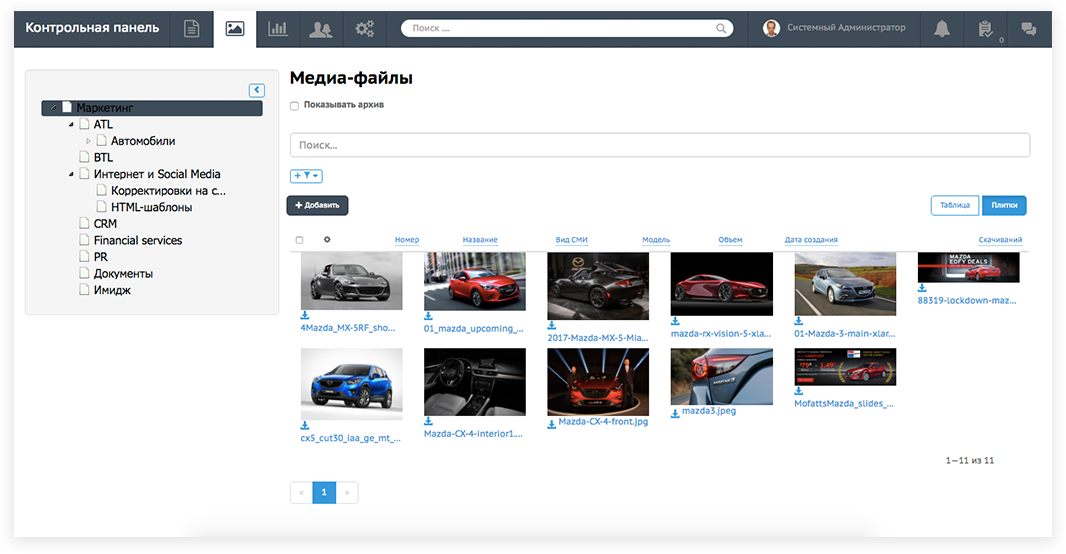 Контрольная панель
Поиск ...
Системный Администратор
0
Маркетинг
ATL
Автомобили
BTL
Интернет и Social Media
Корректировки на с...
HTML-шаблоны
CRM
Financial services
PR
Документы
Имидж
Медиа-файлы
Показывать архив
Поиск...
+ Добавить
Таблица Плитки
Номер Название Вид СМИ Модель Объем Дата создания Скачиваний
MAZDA
EOFY DEALS
4Mazda_MX-5RF_sho... 01_mazda_upcoming_... 2017-Mazda-MX-5-Mia... mazda-rx-vision-5-xla... 01-Mazda-3-main-xlar... 88319-lockdown-maz...
cx5_cut30_iaa_ge_mt_... Mazda-CX-4-interior1.... Mazda-CX-4-front.jpg mazda3.jpeg MofattsMazda_slides_...
1—11 из 11
« 1 »